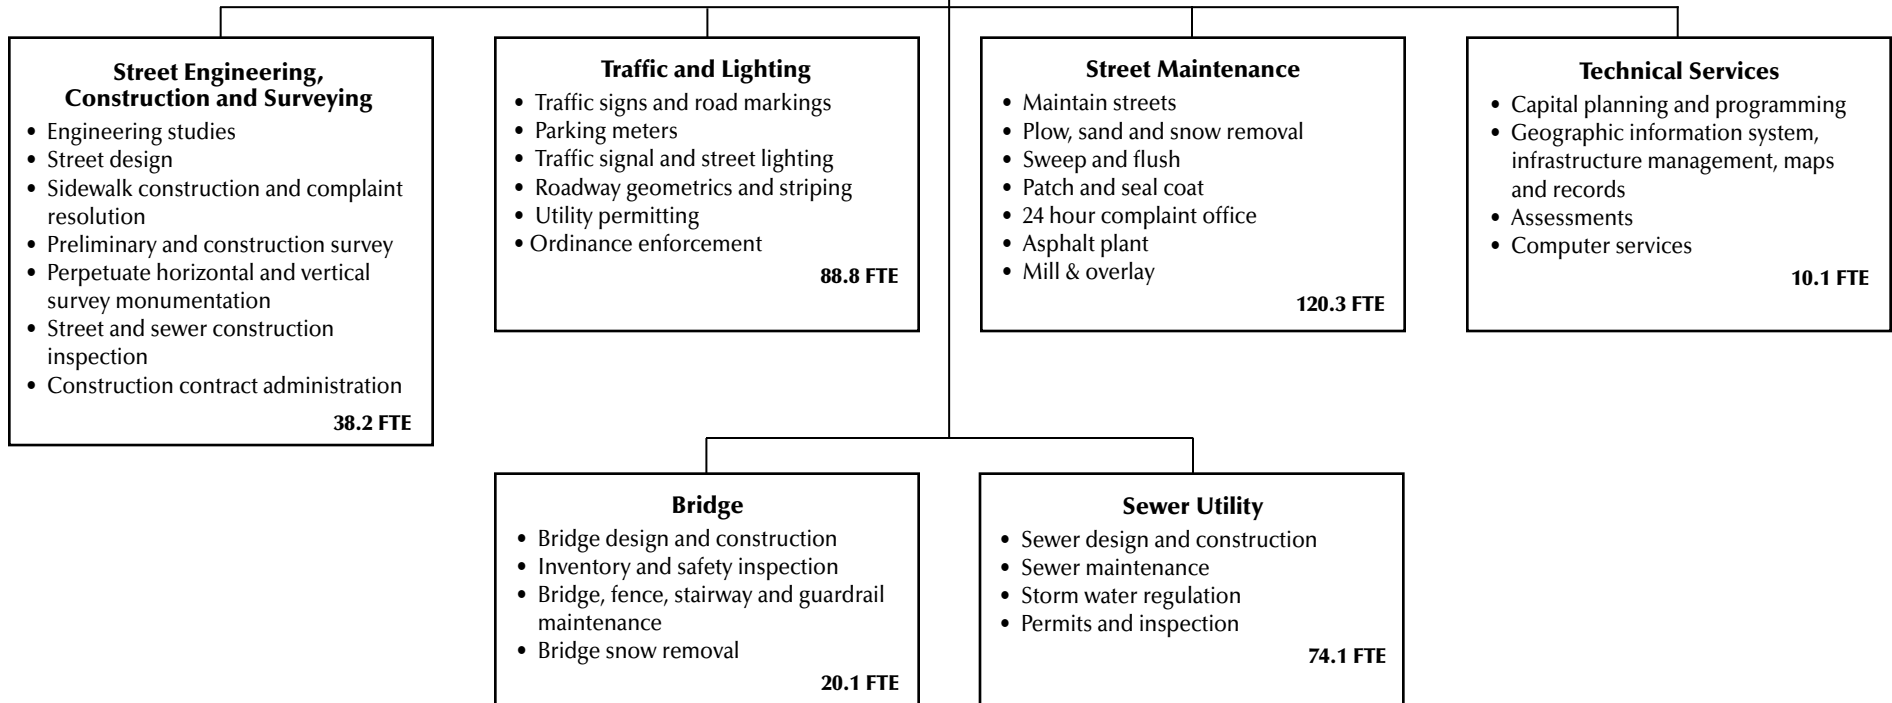 Street Engineering,
Construction and Surveying
• Engineering studies
• Street design
• Sidewalk construction and complaint
resolution
• Preliminary and construction survey
• Perpetuate horizontal and vertical
survey monumentation
• Street and sewer construction
inspection
• Construction contract administration
38.2 FTE
Traffic and Lighting
• Traffic signs and road markings
• Parking meters
• Traffic signal and street lighting
• Roadway geometrics and striping
• Utility permitting
• Ordinance enforcement
88.8 FTE
Street Maintenance
• Maintain streets
• Plow, sand and snow removal
• Sweep and flush
• Patch and seal coat
• 24 hour complaint office
• Asphalt plant
• Mill & overlay
120.3 FTE
Technical Services
• Capital planning and programming
• Geographic information system,
infrastructure management, maps
and records
• Assessments
• Computer services
10.1 FTE
Bridge
• Bridge design and construction
• Inventory and safety inspection
• Bridge, fence, stairway and guardrail
maintenance
• Bridge snow removal
20.1 FTE
Sewer Utility
• Sewer design and construction
• Sewer maintenance
• Storm water regulation
• Permits and inspection
74.1 FTE